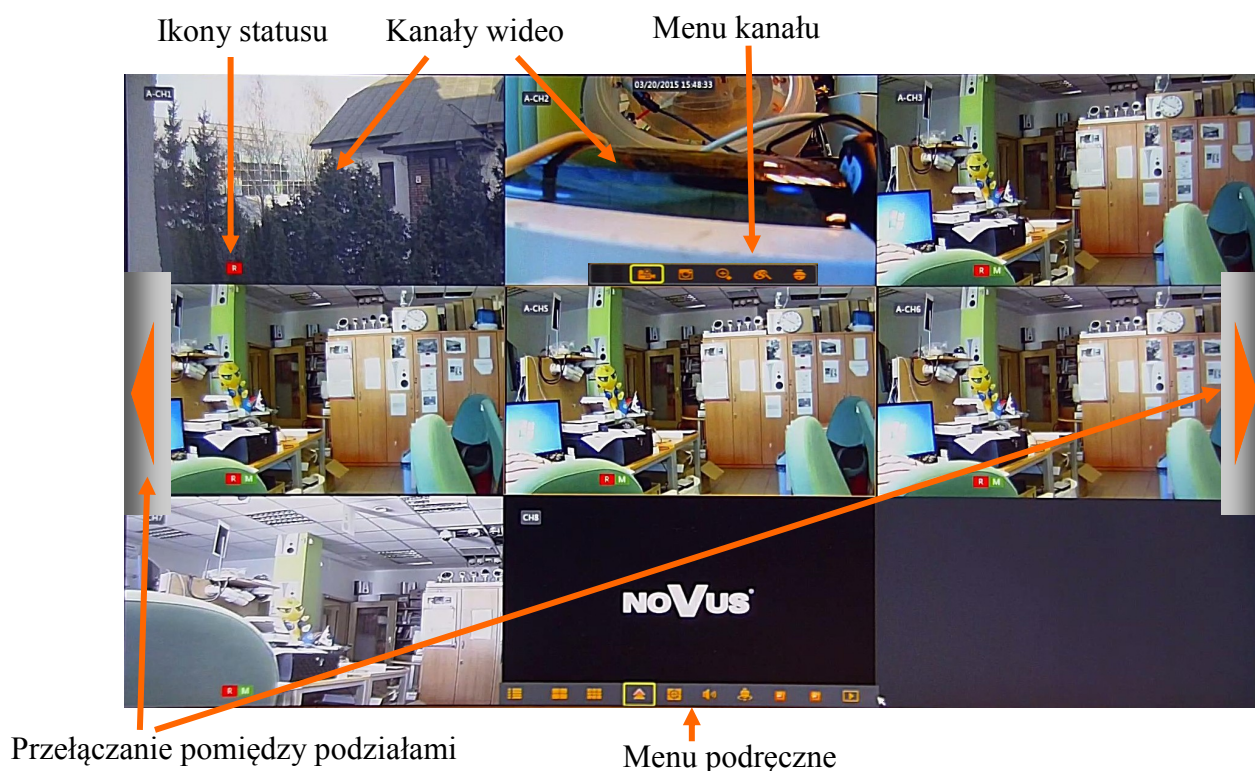 Ikony statusu
Kanały wideo
Menu kanału
A-CH1
A-CH2
03/20/2015 15:48:33
A-CH3
R
R M
A-CH5
A-CH6
R M
R M
R M
CH8
NOVUS
R M
Przełączanie pomiędzy podziałami
Menu podręczne